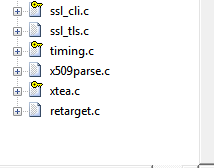 ssl_cli.c
ssl_tls.c
timing.c
x509parse.c
xtea.c
retarget.c